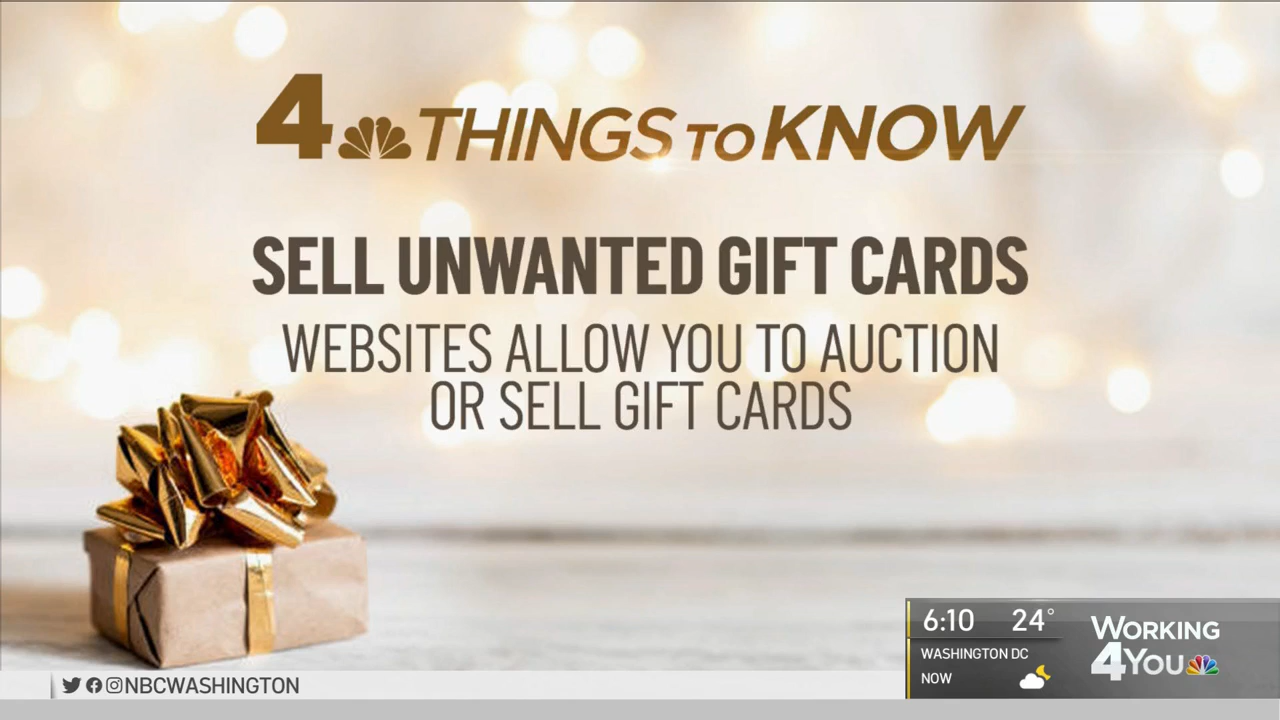 4 THINGS TO KNOW
SELL UNWANTED GIFT CARDS
WEBSITES ALLOW YOU TO AUCTION
OR SELL GIFT CARDS
6:10 24°
WASHINGTON DC
NOW
WORKING
4YOU
NBCWASHINGTON